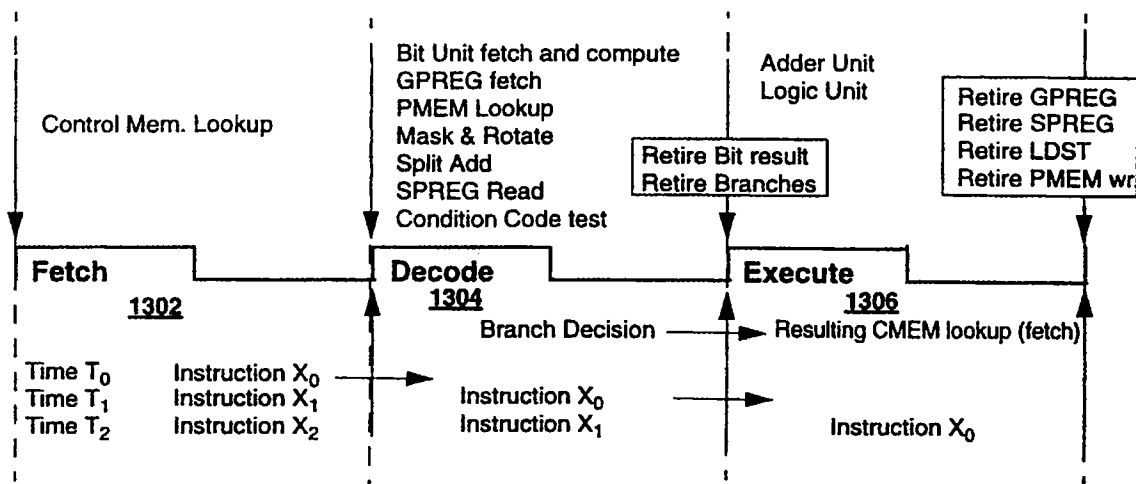 Control Mem. Lookup
Bit Unit fetch and compute
GPREG fetch
PMEM Lookup
Mask & Rotate
Split Add
SPREG Read
Condition Code test
Adder Unit
Logic Unit
Retire Bit result
Retire Branches
Retire GPREG
Retire SPREG
Retire LDST
Retire PMEM wr.
Fetch
1302
Decode
1304
Execute
1306
Branch Decision
Resulting CMEM lookup (fetch)
Time T₀ Instruction X₀
Time T₁ Instruction X₁ Instruction X₀
Time T₂ Instruction X₂ Instruction X₁ Instruction X₀